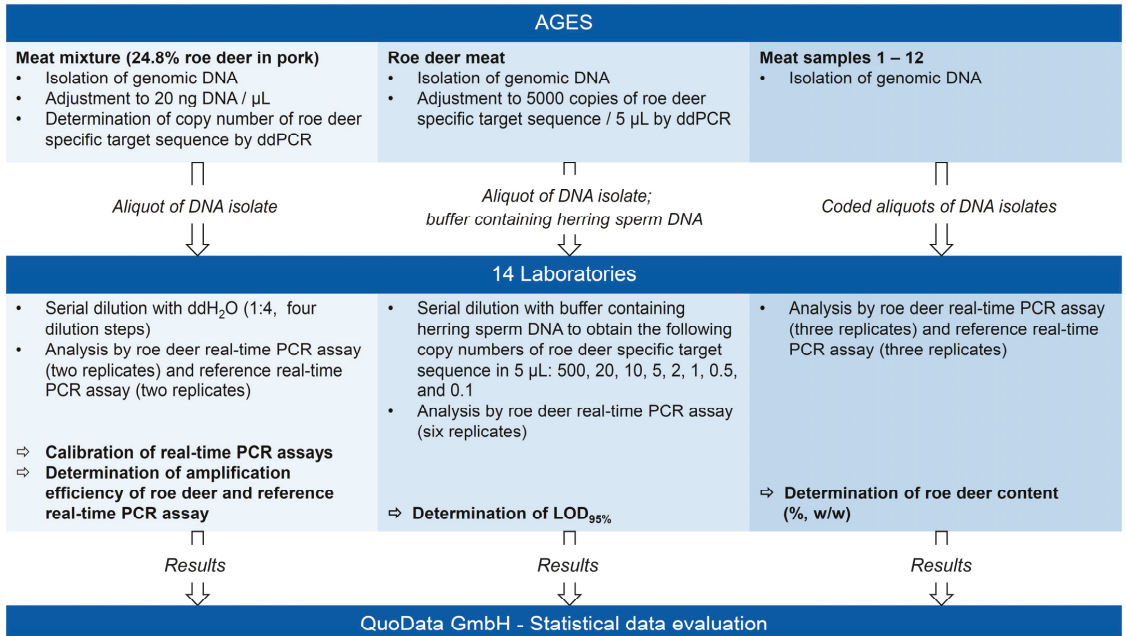 AGES
Meat mixture (24.8% roe deer in pork)
• Isolation of genomic DNA
• Adjustment to 20 ng DNA / µL
• Determination of copy number of roe deer
specific target sequence by ddPCR
Roe deer meat
• Isolation of genomic DNA
• Adjustment to 5000 copies of roe deer
specific target sequence / 5 µL by ddPCR
Meat samples 1 – 12
• Isolation of genomic DNA
Aliquot of DNA isolate
Aliquot of DNA isolate;
buffer containing herring sperm DNA
Coded aliquots of DNA isolates
14 Laboratories
• Serial dilution with ddH₂O (1:4, four
dilution steps)
• Analysis by roe deer real-time PCR assay
(two replicates) and reference real-time
PCR assay (two replicates)
⇨ Calibration of real-time PCR assays
⇨ Determination of amplification
efficiency of roe deer and reference
real-time PCR assay
• Serial dilution with buffer containing
herring sperm DNA to obtain the following
copy numbers of roe deer specific target
sequence in 5 µL: 500, 20, 10, 5, 2, 1, 0.5,
and 0.1
• Analysis by roe deer real-time PCR assay
(six replicates)
⇨ Determination of LOD95%
• Analysis by roe deer real-time PCR assay
(three replicates) and reference real-time
PCR assay (three replicates)
⇨ Determination of roe deer content
(%, w/w)
Results
Results
Results
QuoData GmbH - Statistical data evaluation